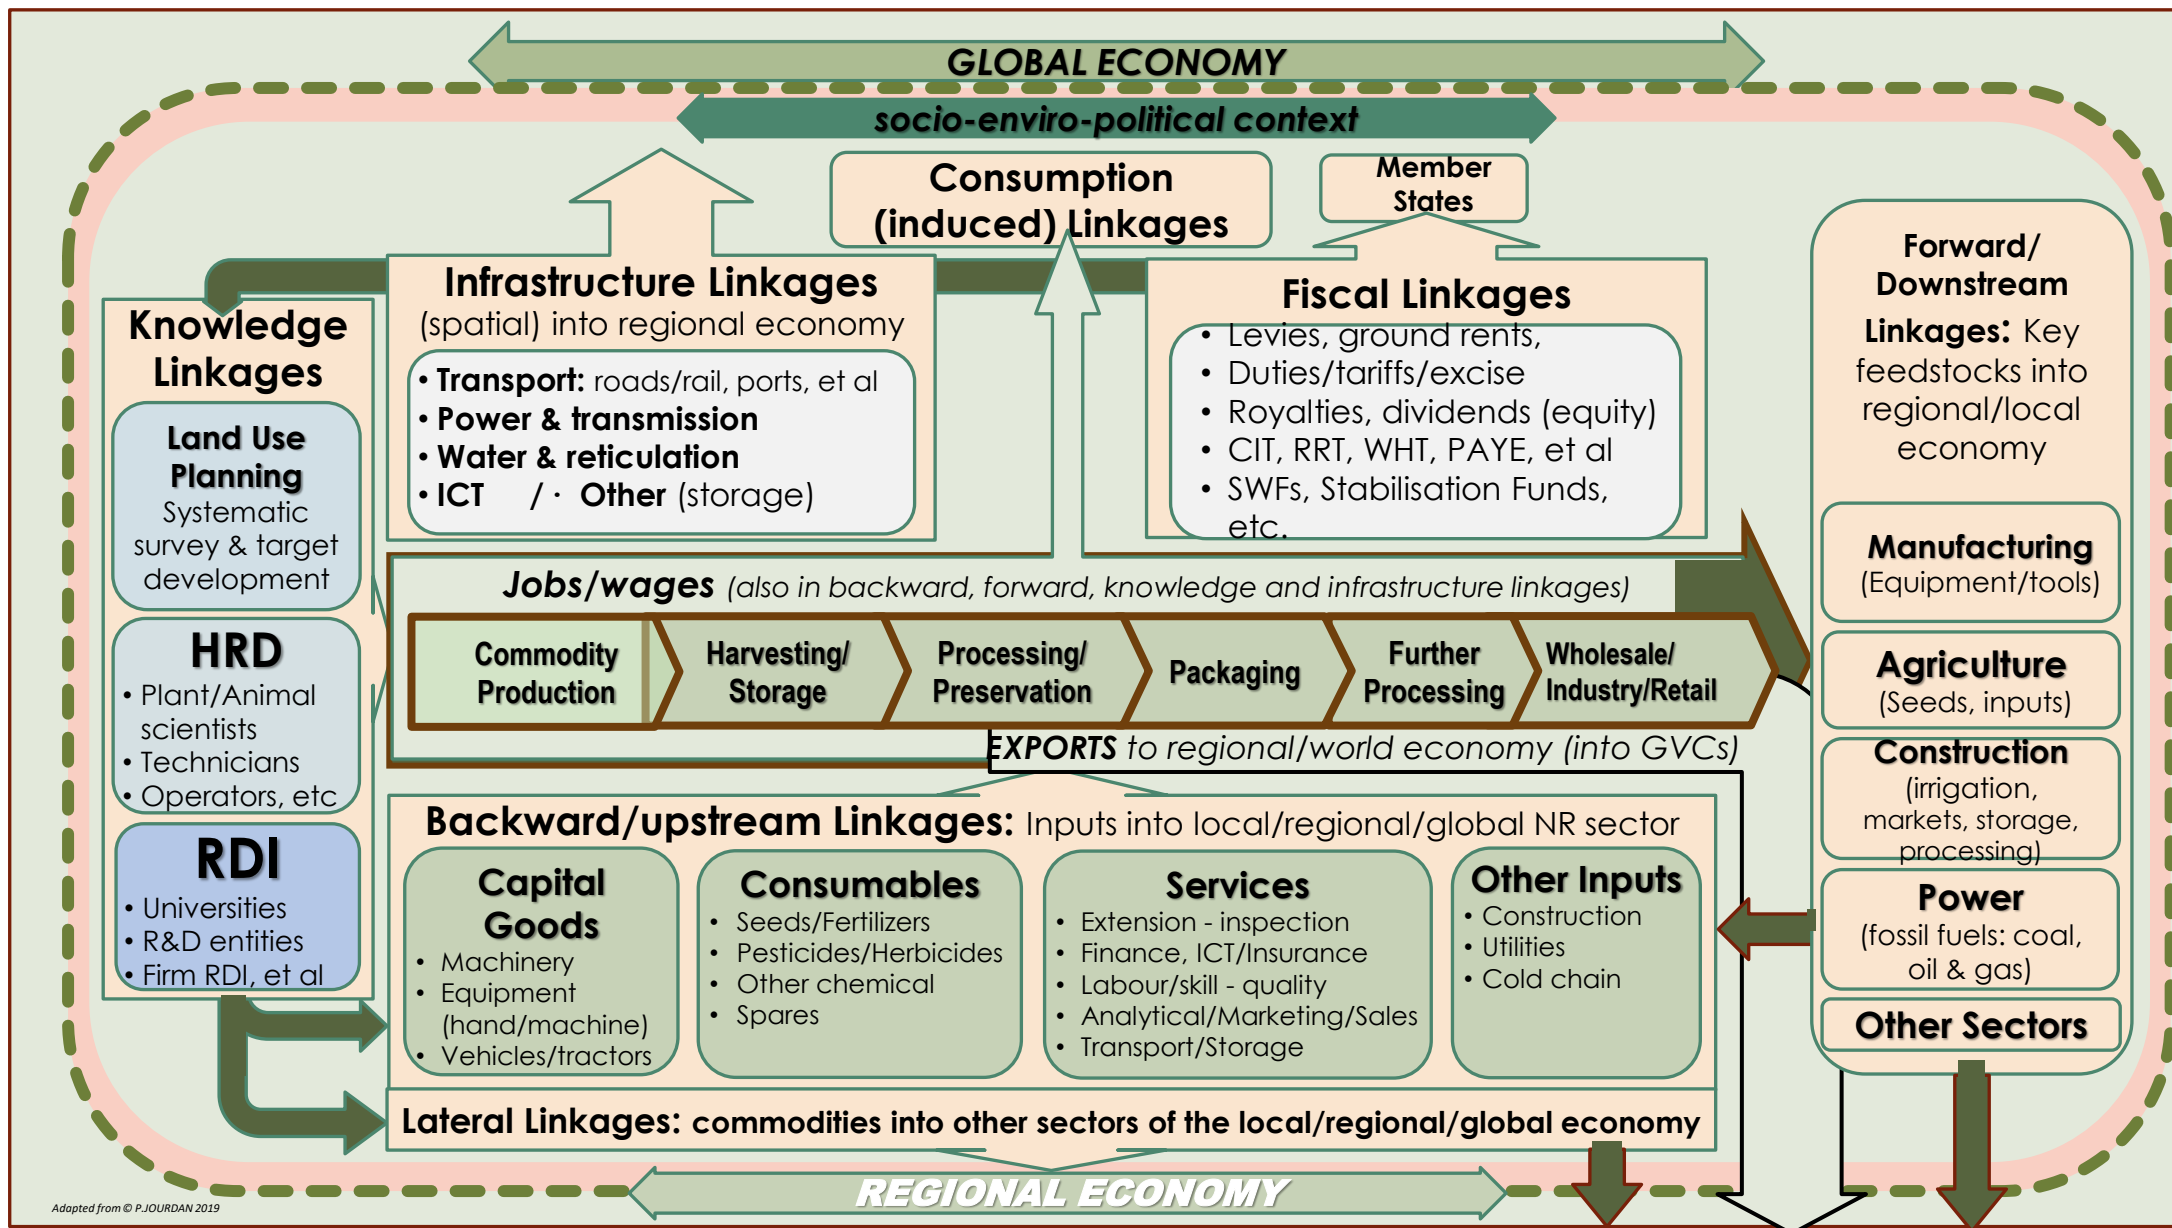 GLOBAL ECONOMY
socio-enviro-political context
Consumption
(induced) Linkages
Member
States
Infrastructure Linkages
(spatial) into regional economy
• Transport: roads/rail, ports, et al
• Power & transmission
• Water & reticulation
• ICT / · Other (storage)
Fiscal Linkages
• Levies, ground rents,
• Duties/tariffs/excise
• Royalties, dividends (equity)
• CIT, RRT, WHT, PAYE, et al
• SWFs, Stabilisation Funds,
etc.
Knowledge
Linkages
Land Use
Planning
Systematic
survey & target
development
HRD
• Plant/Animal
scientists
• Technicians
• Operators, etc
RDI
• Universities
• R&D entities
• Firm RDI, et al
Jobs/wages (also in backward, forward, knowledge and infrastructure linkages)
Commodity
Production
Harvesting/
Storage
Processing/
Preservation
Packaging
Further
Processing
Wholesale/
Industry/Retail
EXPORTS to regional/world economy (into GVCs)
Backward/upstream Linkages: Inputs into local/regional/global NR sector
Capital
Goods
• Machinery
• Equipment
(hand/machine)
• Vehicles/tractors
Consumables
• Seeds/Fertilizers
• Pesticides/Herbicides
• Other chemical
• Spares
Services
• Extension - inspection
• Finance, ICT/Insurance
• Labour/skill - quality
• Analytical/Marketing/Sales
• Transport/Storage
Other Inputs
• Construction
• Utilities
• Cold chain
Lateral Linkages: commodities into other sectors of the local/regional/global economy
Forward/
Downstream
Linkages: Key
feedstocks into
regional/local
economy
Manufacturing
(Equipment/tools)
Agriculture
(Seeds, inputs)
Construction
(irrigation,
markets, storage,
processing)
Power
(fossil fuels: coal,
oil & gas)
Other Sectors
REGIONAL ECONOMY
Adapted from © P.JOURDAN 2019